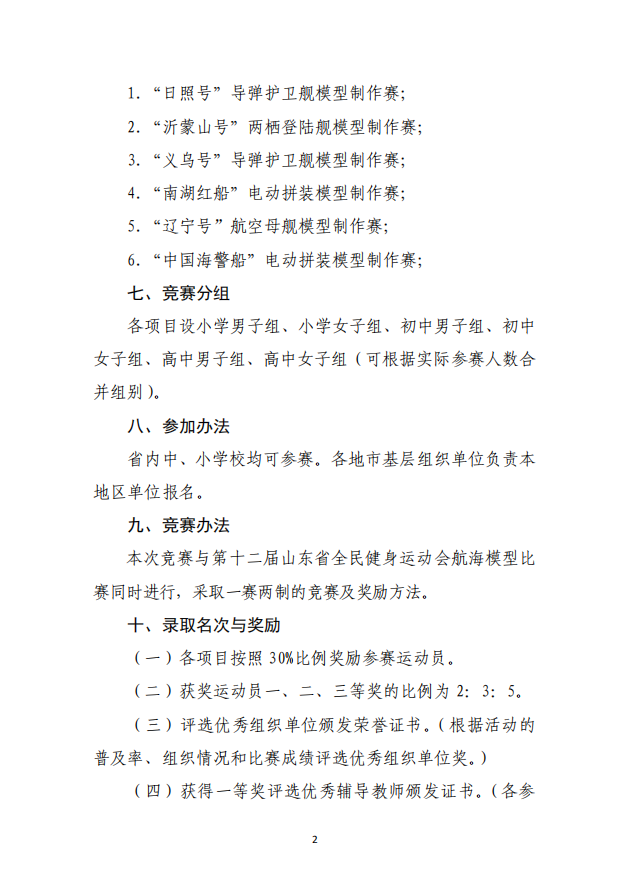 1. “日照号”导弹护卫舰模型制作赛；
2. “沂蒙山号”两栖登陆舰模型制作赛；
3. “义乌号”导弹护卫舰模型制作赛；
4. “南湖红船”电动拼装模型制作赛；
5. “辽宁号”航空母舰模型制作赛；
6. “中国海警船”电动拼装模型制作赛；
七、竞赛分组
各项目设小学男子组、小学女子组、初中男子组、初中
女子组、高中男子组、高中女子组（可根据实际参赛人数合
并组别）。
八、参加办法
省内中、小学校均可参赛。各地市基层组织单位负责本
地区单位报名。
九、竞赛办法
本次竞赛与第十二届山东省全民健身运动会航海模型比
赛同时进行，采取一赛两制的竞赛及奖励方法。
十、录取名次与奖励
（一）各项目按照 30%比例奖励参赛运动员。
（二）获奖运动员一、二、三等奖的比例为 2：3：5。
（三）评选优秀组织单位颁发荣誉证书。（根据活动的
普及率、组织情况和比赛成绩评选优秀组织单位奖。）
（四）获得一等奖评选优秀辅导教师颁发证书。（各参
2